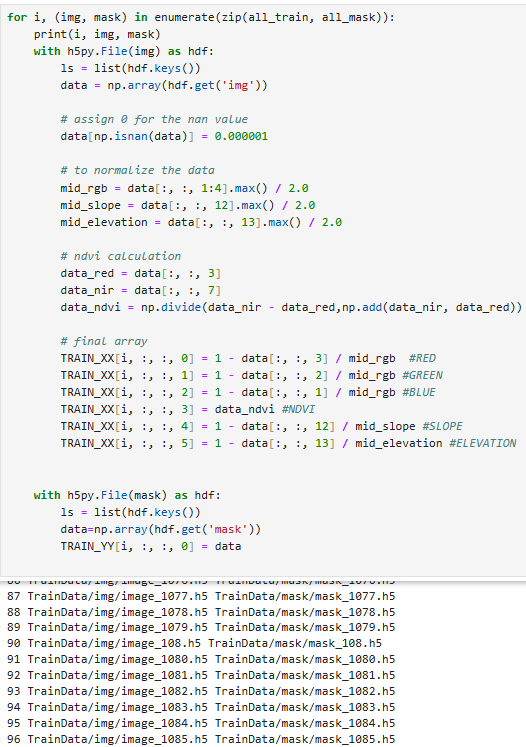 for i, (img, mask) in enumerate(zip(all_train, all_mask)):
    print(i, img, mask)
    with h5py.File(img) as hdf:
        ls = list(hdf.keys())
        data = np.array(hdf.get('img'))

        # assign 0 for the nan value
        data[np.isnan(data)] = 0.000001

        # to normalize the data
        mid_rgb = data[:, :, 1:4].max() / 2.0
        mid_slope = data[:, :, 12].max() / 2.0
        mid_elevation = data[:, :, 13].max() / 2.0

        # ndvi calculation
        data_red = data[:, :, 3]
        data_nir = data[:, :, 7]
        data_ndvi = np.divide(data_nir - data_red,np.add(data_nir, data_red))

        # final array
        TRAIN_XX[i, :, :, 0] = 1 - data[:, :, 3] / mid_rgb  #RED
        TRAIN_XX[i, :, :, 1] = 1 - data[:, :, 2] / mid_rgb #GREEN
        TRAIN_XX[i, :, :, 2] = 1 - data[:, :, 1] / mid_rgb #BLUE
        TRAIN_XX[i, :, :, 3] = data_ndvi #NDVI
        TRAIN_XX[i, :, :, 4] = 1 - data[:, :, 12] / mid_slope #SLOPE
        TRAIN_XX[i, :, :, 5] = 1 - data[:, :, 13] / mid_elevation #ELEVATION


    with h5py.File(mask) as hdf:
        ls = list(hdf.keys())
        data=np.array(hdf.get('mask'))
        TRAIN_YY[i, :, :, 0] = data
86 TrainData/img/image_1076.h5 TrainData/mask/mask_1076.h5
87 TrainData/img/image_1077.h5 TrainData/mask/mask_1077.h5
88 TrainData/img/image_1078.h5 TrainData/mask/mask_1078.h5
89 TrainData/img/image_1079.h5 TrainData/mask/mask_1079.h5
90 TrainData/img/image_108.h5 TrainData/mask/mask_108.h5
91 TrainData/img/image_1080.h5 TrainData/mask/mask_1080.h5
92 TrainData/img/image_1081.h5 TrainData/mask/mask_1081.h5
93 TrainData/img/image_1082.h5 TrainData/mask/mask_1082.h5
94 TrainData/img/image_1083.h5 TrainData/mask/mask_1083.h5
95 TrainData/img/image_1084.h5 TrainData/mask/mask_1084.h5
96 TrainData/img/image_1085.h5 TrainData/mask/mask_1085.h5